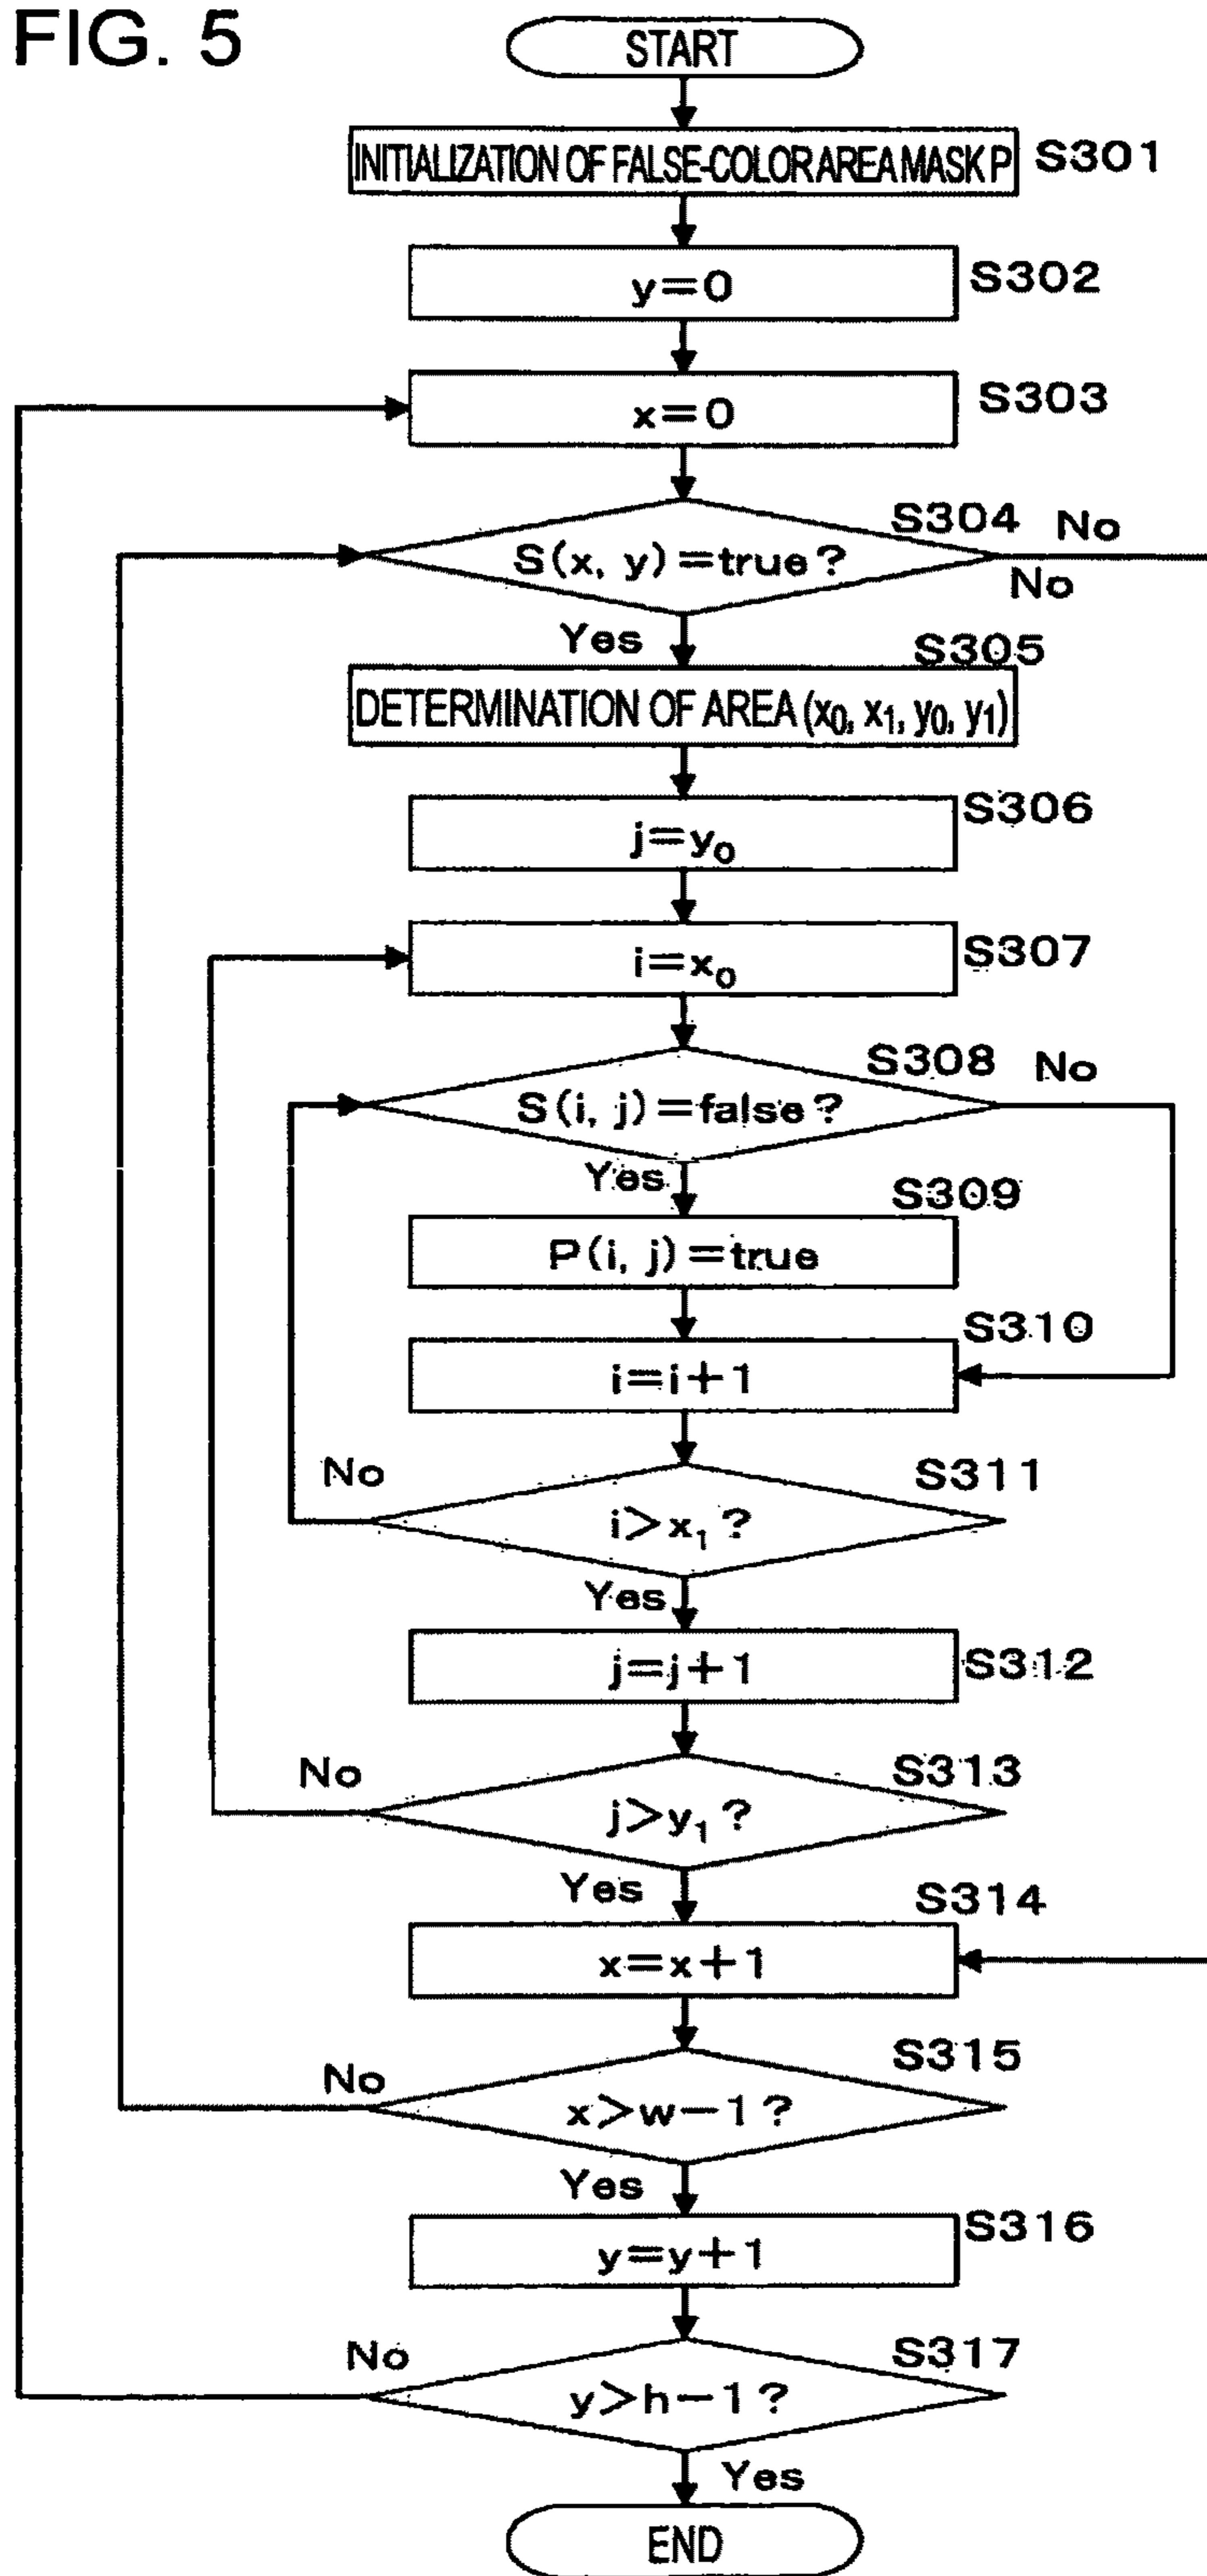 FIG. 5
START
INITIALIZATION OF FALSE-COLOR AREA MASK P
S301
y=0
S302
x=0
S303
S304
No
S(x, y)=true?
No
Yes
S305
DETERMINATION OF AREA (x₀, x₁, y₀, y₁)
S306
j=y₀
i=x₀
S307
S308
No
S(i, j)=false?
Yes
S309
P(i, j)=true
S310
i=i+1
No
S311
i>x₁?
Yes
j=j+1
S312
No
S313
j>y₁?
Yes
S314
x=x+1
No
S315
x>w-1?
Yes
S316
y=y+1
No
S317
y>h-1?
Yes
END